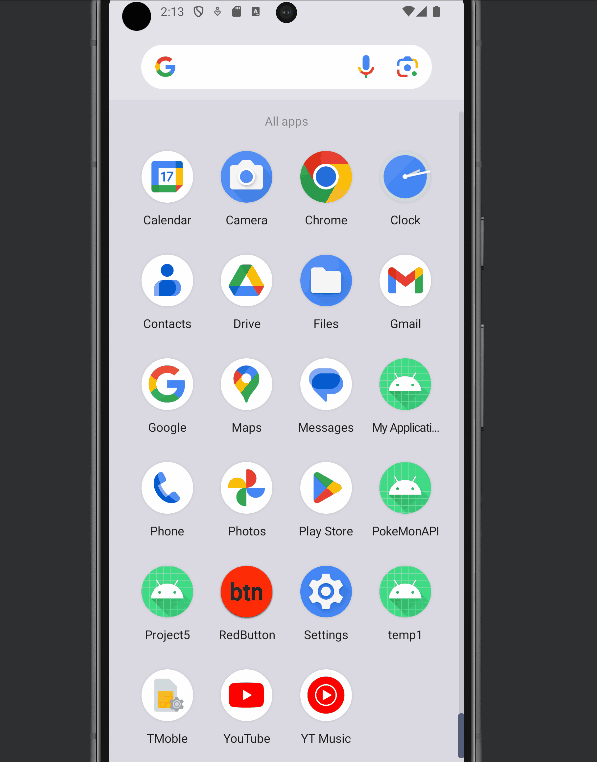 2:13
A
All apps
17
Calendar
Camera
Chrome
Clock
Contacts
Drive
Files
Gmail
Google
Maps
Messages
My Applicati...
Phone
Photos
Play Store
PokeMonAPI
btn
Project5
RedButton
Settings
temp1
TMoble
YouTube
YT Music